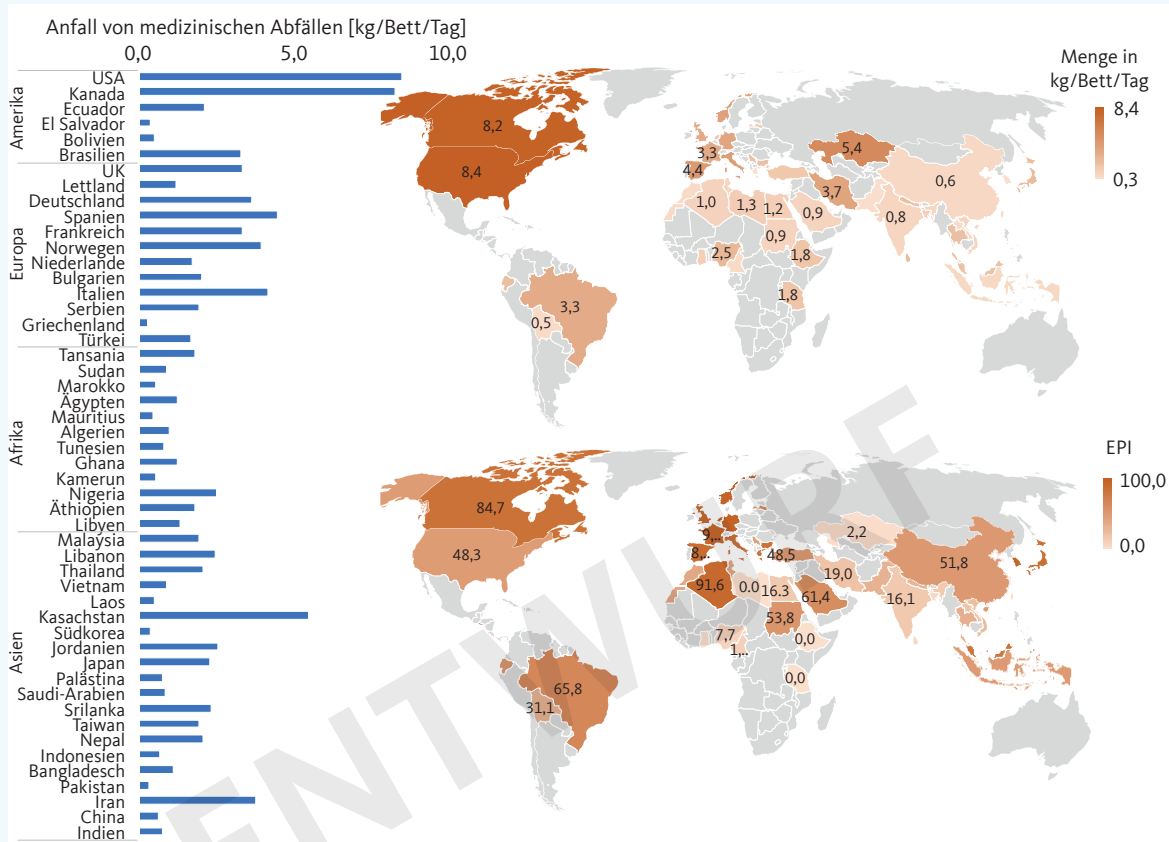 Anfall von medizinischen Abfällen [kg/Bett/Tag]
0,0 5,0 10,0
Amerika
USA
Kanada
Ecuador
El Salvador
Bolivien
Brasilien
Europa
UK
Lettland
Deutschland
Spanien
Frankreich
Norwegen
Niederlande
Bulgarien
Italien
Serbien
Griechenland
Türkei
Afrika
Tansania
Sudan
Marokko
Ägypten
Mauritius
Algerien
Tunesien
Ghana
Kamerun
Nigeria
Äthiopien
Libyen
Asien
Malaysia
Libanon
Thailand
Vietnam
Laos
Kasachstan
Südkorea
Jordanien
Japan
Palästina
Saudi-Arabien
Srilanka
Taiwan
Nepal
Indonesien
Bangladesch
Pakistan
Iran
China
Indien
Menge in
kg/Bett/Tag
8,4
0,3
8,2
8,4
3,3
4,4
5,4
3,7
0,6
1,0
1,3
1,2
0,9
0,8
0,9
2,5
1,8
1,8
3,3
0,5
EPI
100,0
0,0
84,7
48,3
9...
8...
48,5
2,2
51,8
19,0
91,6
0.0
16.3
61,4
16,1
53,8
7,7
1...
0,0
0,0
65,8
31,1
ENTWURF